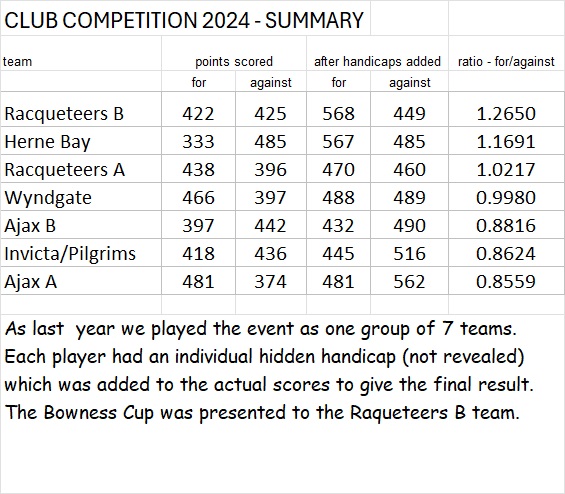 CLUB COMPETITION 2024 - SUMMARY
team points scored after handicaps added ratio - for/against
for against for against
Racqueteers B 422 425 568 449 1.2650
Herne Bay 333 485 567 485 1.1691
Racqueteers A 438 396 470 460 1.0217
Wyndgate 466 397 488 489 0.9980
Ajax B 397 442 432 490 0.8816
Invicta/Pilgrims 418 436 445 516 0.8624
Ajax A 481 374 481 562 0.8559
As last year we played the event as one group of 7 teams.
Each player had an individual hidden handicap (not revealed)
which was added to the actual scores to give the final result.
The Bowness Cup was presented to the Raqueteers B team.